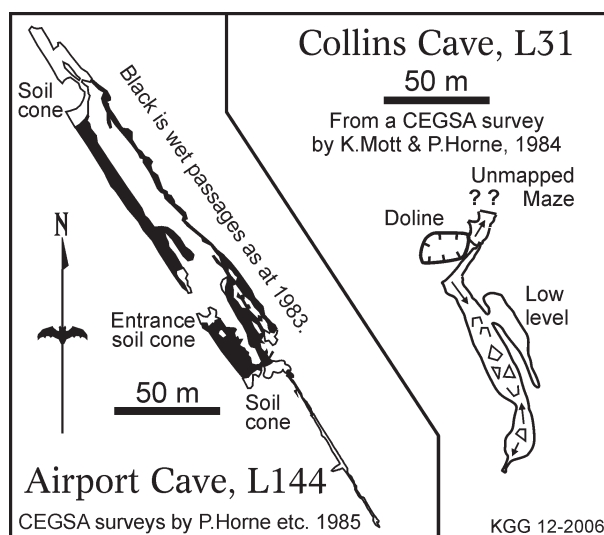 Collins Cave, L31
50 m
From a CEGSA survey
by K.Mott & P.Horne, 1984
Unmapped
? ? Maze
Doline
Low
level
Soil
cone
Black is wet passages as at 1983.
N
Entrance
soil cone
50 m
Soil
cone
Airport Cave, L144
CEGSA surveys by P.Horne etc. 1985
KGG 12-2006